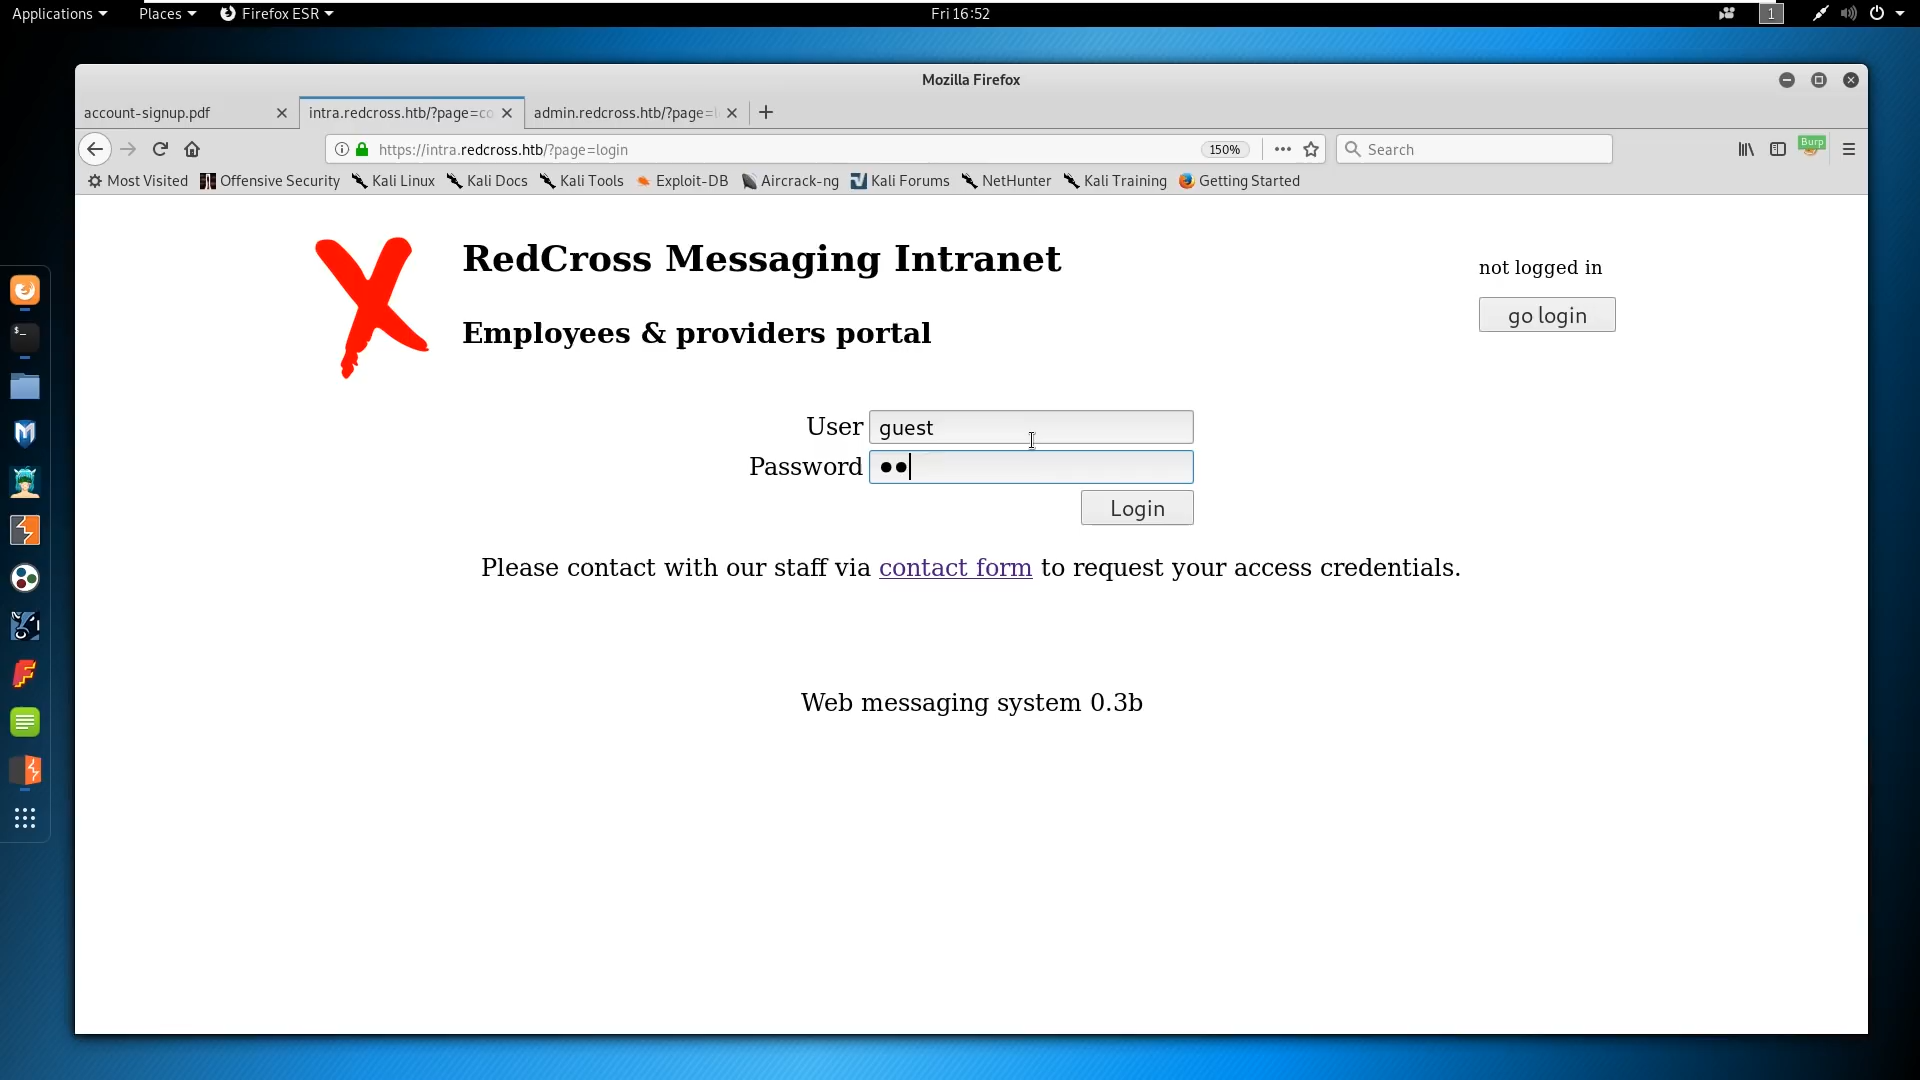 Applications Places Firefox ESR Fri 16:52 1
Mozilla Firefox
account-signup.pdf intra.redcross.htb/?page=co admin.redcross.htb/?page=l
https://intra.redcross.htb/?page=login 150% Search Burp
Most Visited Offensive Security Kali Linux Kali Docs Kali Tools Exploit-DB Aircrack-ng Kali Forums NetHunter Kali Training Getting Started
RedCross Messaging Intranet
not logged in
go login
Employees & providers portal
User guest
Password ●●
Login
Please contact with our staff via contact form to request your access credentials.
Web messaging system 0.3b